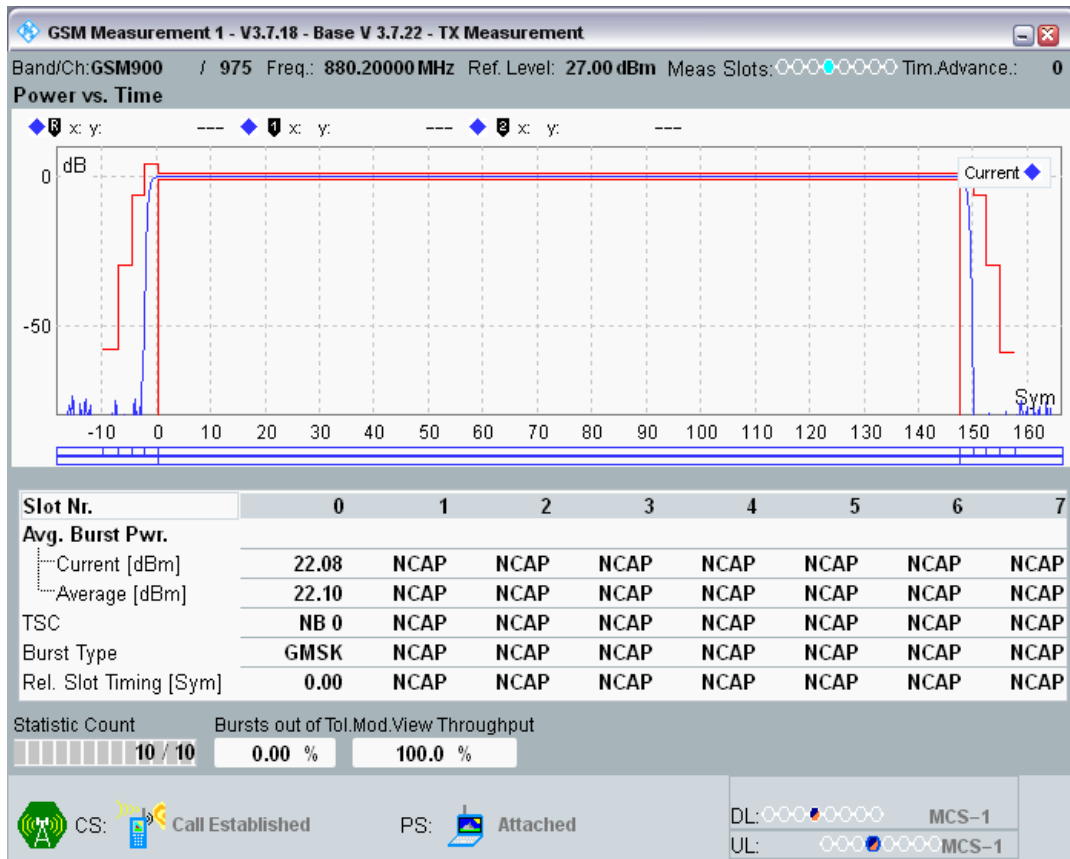 GSM Measurement 1 - V3.7.18 - Base V 3.7.22 - TX Measurement
Band/Ch:GSM900 / 975 Freq.: 880.20000 MHz Ref. Level: 27.00 dBm Meas Slots: Tim.Advance.: 0
Power vs. Time
R x: y: --- 1 x: y: --- 2 x: y: ---
dB
Current
0
-50
Sym
-10 0 10 20 30 40 50 60 70 80 90 100 110 120 130 140 150 160
Slot Nr. 0 1 2 3 4 5 6 7
Avg. Burst Pwr.
Current [dBm] 22.08 NCAP NCAP NCAP NCAP NCAP NCAP NCAP
Average [dBm] 22.10 NCAP NCAP NCAP NCAP NCAP NCAP NCAP
TSC NB 0 NCAP NCAP NCAP NCAP NCAP NCAP NCAP
Burst Type GMSK NCAP NCAP NCAP NCAP NCAP NCAP NCAP
Rel. Slot Timing [Sym] 0.00 NCAP NCAP NCAP NCAP NCAP NCAP NCAP
Statistic Count Bursts out of Tol. Mod.View Throughput
10 / 10 0.00 % 100.0 %
CS: Call Established PS: Attached DL: MCS-1
UL: MCS-1